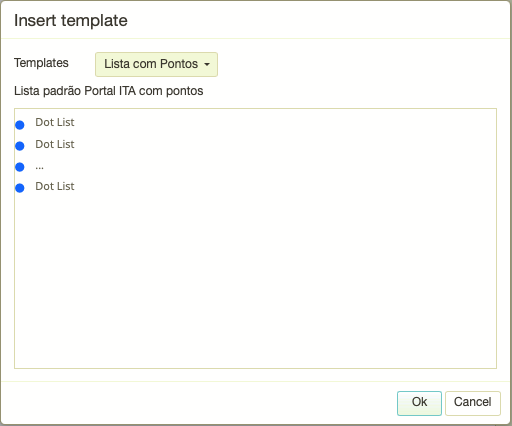 Insert template
Templates Lista com Pontos
Lista padrão Portal ITA com pontos
Dot List
Dot List
...
Dot List
Ok Cancel